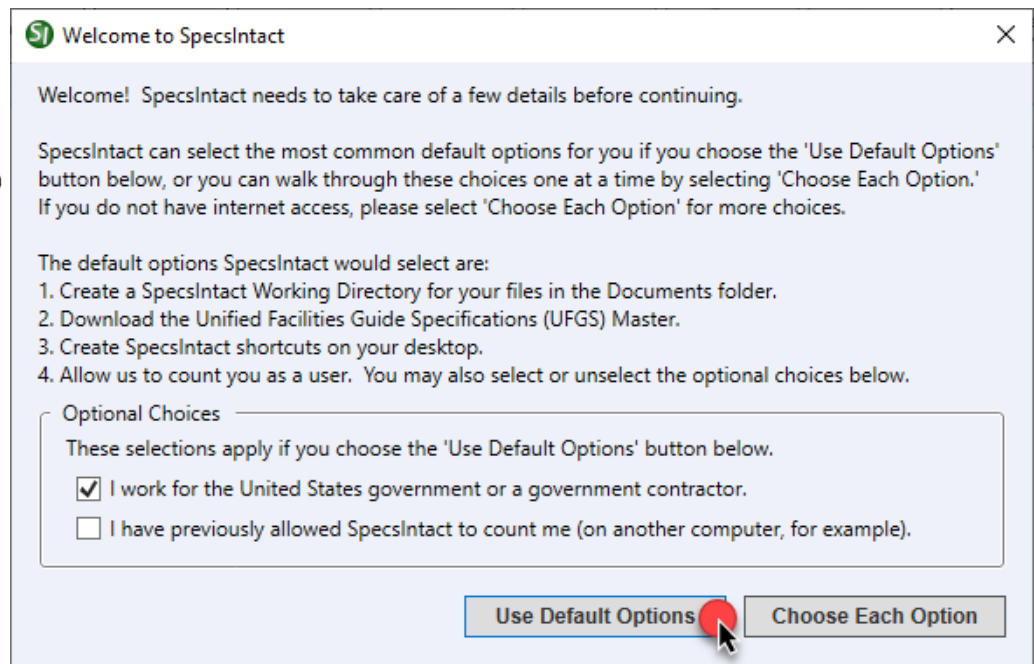 SI Welcome to SpecsIntact
Welcome! SpecsIntact needs to take care of a few details before continuing.
SpecsIntact can select the most common default options for you if you choose the 'Use Default Options'
button below, or you can walk through these choices one at a time by selecting 'Choose Each Option.'
If you do not have internet access, please select 'Choose Each Option' for more choices.
The default options SpecsIntact would select are:
1. Create a SpecsIntact Working Directory for your files in the Documents folder.
2. Download the Unified Facilities Guide Specifications (UFGS) Master.
3. Create SpecsIntact shortcuts on your desktop.
4. Allow us to count you as a user. You may also select or unselect the optional choices below.
Optional Choices
These selections apply if you choose the 'Use Default Options' button below.
I work for the United States government or a government contractor.
I have previously allowed SpecsIntact to count me (on another computer, for example).
Use Default Options Choose Each Option